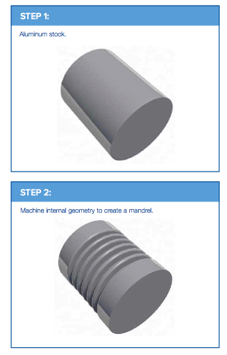 STEP 1:
Aluminum stock.
STEP 2:
Machine internal geometry to create a mandrel.